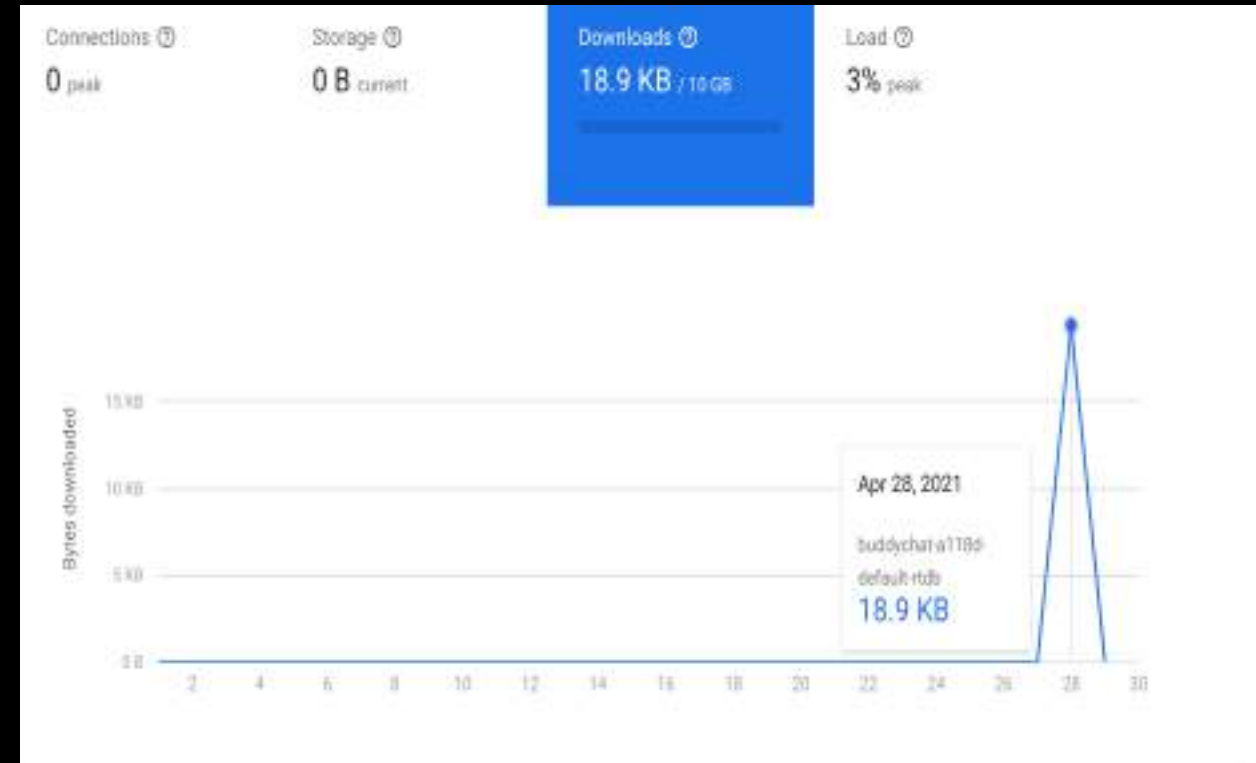 Connections
0 peak
Storage
0 B current
Downloads
18.9 KB / 10 GB
Load
3% peak
Bytes downloaded
15 KB
10 KB
5 KB
0 B
Apr 28, 2021
buddychat-a118d-
default-rtdb
18.9 KB
2 4 6 8 10 12 14 16 18 20 22 24 26 28 30